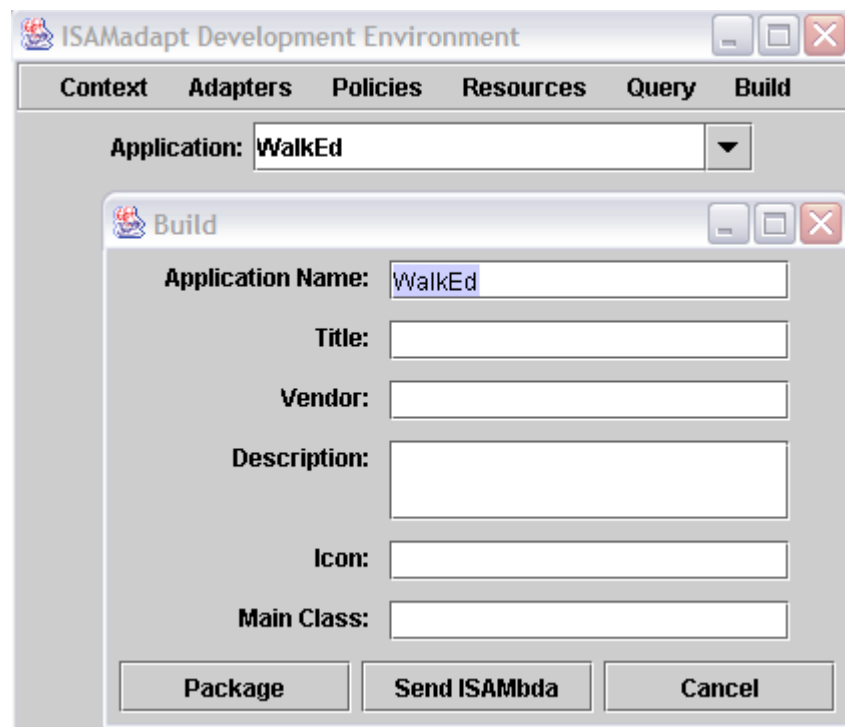 ISAMadapt Development Environment
Context Adapters Policies Resources Query Build
Application: WalkEd
Build
Application Name: WalkEd
Title:
Vendor:
Description:
Icon:
Main Class:
Package Send ISAMbda Cancel